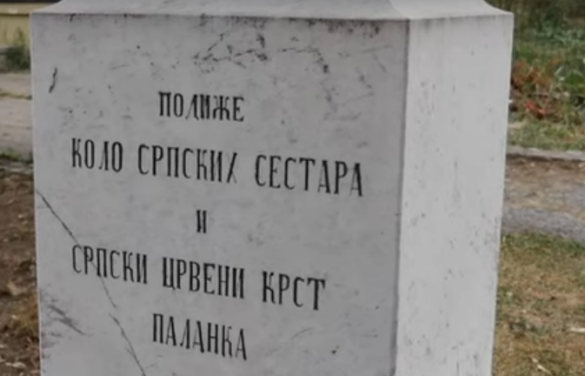 ПОДИЖЕ
КОЛО СРПСКИХ СЕСТАРА
И
СРПСКИ ЦРВЕНИ КРСТ
ПАЛАНКА